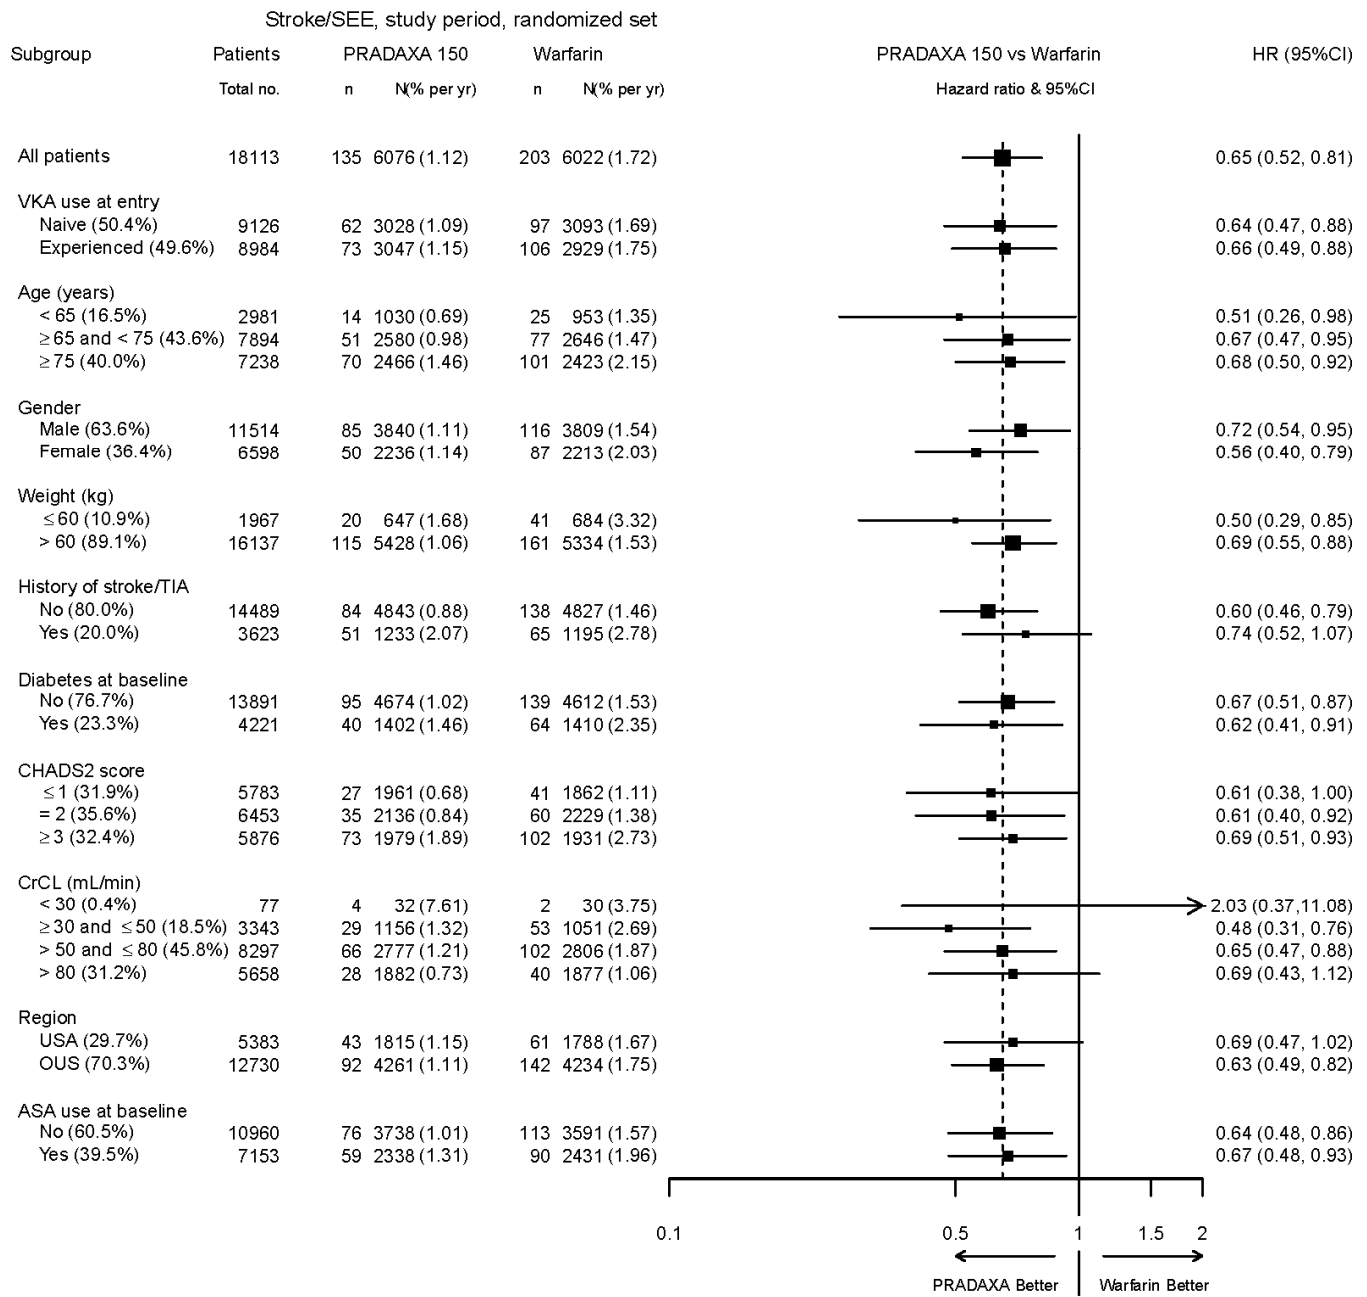 Stroke/SEE, study period, randomized set
Subgroup Patients PRADAXA 150 Warfarin PRADAXA 150 vs Warfarin HR (95%CI)
Total no. n N(% per yr) n N(% per yr) Hazard ratio & 95%CI
All patients 18113 135 6076 (1.12) 203 6022 (1.72) 0.65 (0.52, 0.81)
VKA use at entry
Naive (50.4%) 9126 62 3028 (1.09) 97 3093 (1.69) 0.64 (0.47, 0.88)
Experienced (49.6%) 8984 73 3047 (1.15) 106 2929 (1.75) 0.66 (0.49, 0.88)
Age (years)
< 65 (16.5%) 2981 14 1030 (0.69) 25 953 (1.35) 0.51 (0.26, 0.98)
≥ 65 and < 75 (43.6%) 7894 51 2580 (0.98) 77 2646 (1.47) 0.67 (0.47, 0.95)
≥ 75 (40.0%) 7238 70 2466 (1.46) 101 2423 (2.15) 0.68 (0.50, 0.92)
Gender
Male (63.6%) 11514 85 3840 (1.11) 116 3809 (1.54) 0.72 (0.54, 0.95)
Female (36.4%) 6598 50 2236 (1.14) 87 2213 (2.03) 0.56 (0.40, 0.79)
Weight (kg)
≤ 60 (10.9%) 1967 20 647 (1.68) 41 684 (3.32) 0.50 (0.29, 0.85)
> 60 (89.1%) 16137 115 5428 (1.06) 161 5334 (1.53) 0.69 (0.55, 0.88)
History of stroke/TIA
No (80.0%) 14489 84 4843 (0.88) 138 4827 (1.46) 0.60 (0.46, 0.79)
Yes (20.0%) 3623 51 1233 (2.07) 65 1195 (2.78) 0.74 (0.52, 1.07)
Diabetes at baseline
No (76.7%) 13891 95 4674 (1.02) 139 4612 (1.53) 0.67 (0.51, 0.87)
Yes (23.3%) 4221 40 1402 (1.46) 64 1410 (2.35) 0.62 (0.41, 0.91)
CHADS2 score
≤ 1 (31.9%) 5783 27 1961 (0.68) 41 1862 (1.11) 0.61 (0.38, 1.00)
= 2 (35.6%) 6453 35 2136 (0.84) 60 2229 (1.38) 0.61 (0.40, 0.92)
≥ 3 (32.4%) 5876 73 1979 (1.89) 102 1931 (2.73) 0.69 (0.51, 0.93)
CrCL (mL/min)
< 30 (0.4%) 77 4 32 (7.61) 2 30 (3.75) 2.03 (0.37,11.08)
≥ 30 and ≤ 50 (18.5%) 3343 29 1156 (1.32) 53 1051 (2.69) 0.48 (0.31, 0.76)
> 50 and ≤ 80 (45.8%) 8297 66 2777 (1.21) 102 2806 (1.87) 0.65 (0.47, 0.88)
> 80 (31.2%) 5658 28 1882 (0.73) 40 1877 (1.06) 0.69 (0.43, 1.12)
Region
USA (29.7%) 5383 43 1815 (1.15) 61 1788 (1.67) 0.69 (0.47, 1.02)
OUS (70.3%) 12730 92 4261 (1.11) 142 4234 (1.75) 0.63 (0.49, 0.82)
ASA use at baseline
No (60.5%) 10960 76 3738 (1.01) 113 3591 (1.57) 0.64 (0.48, 0.86)
Yes (39.5%) 7153 59 2338 (1.31) 90 2431 (1.96) 0.67 (0.48, 0.93)
0.1 0.5 1 1.5 2
PRADAXA Better Warfarin Better